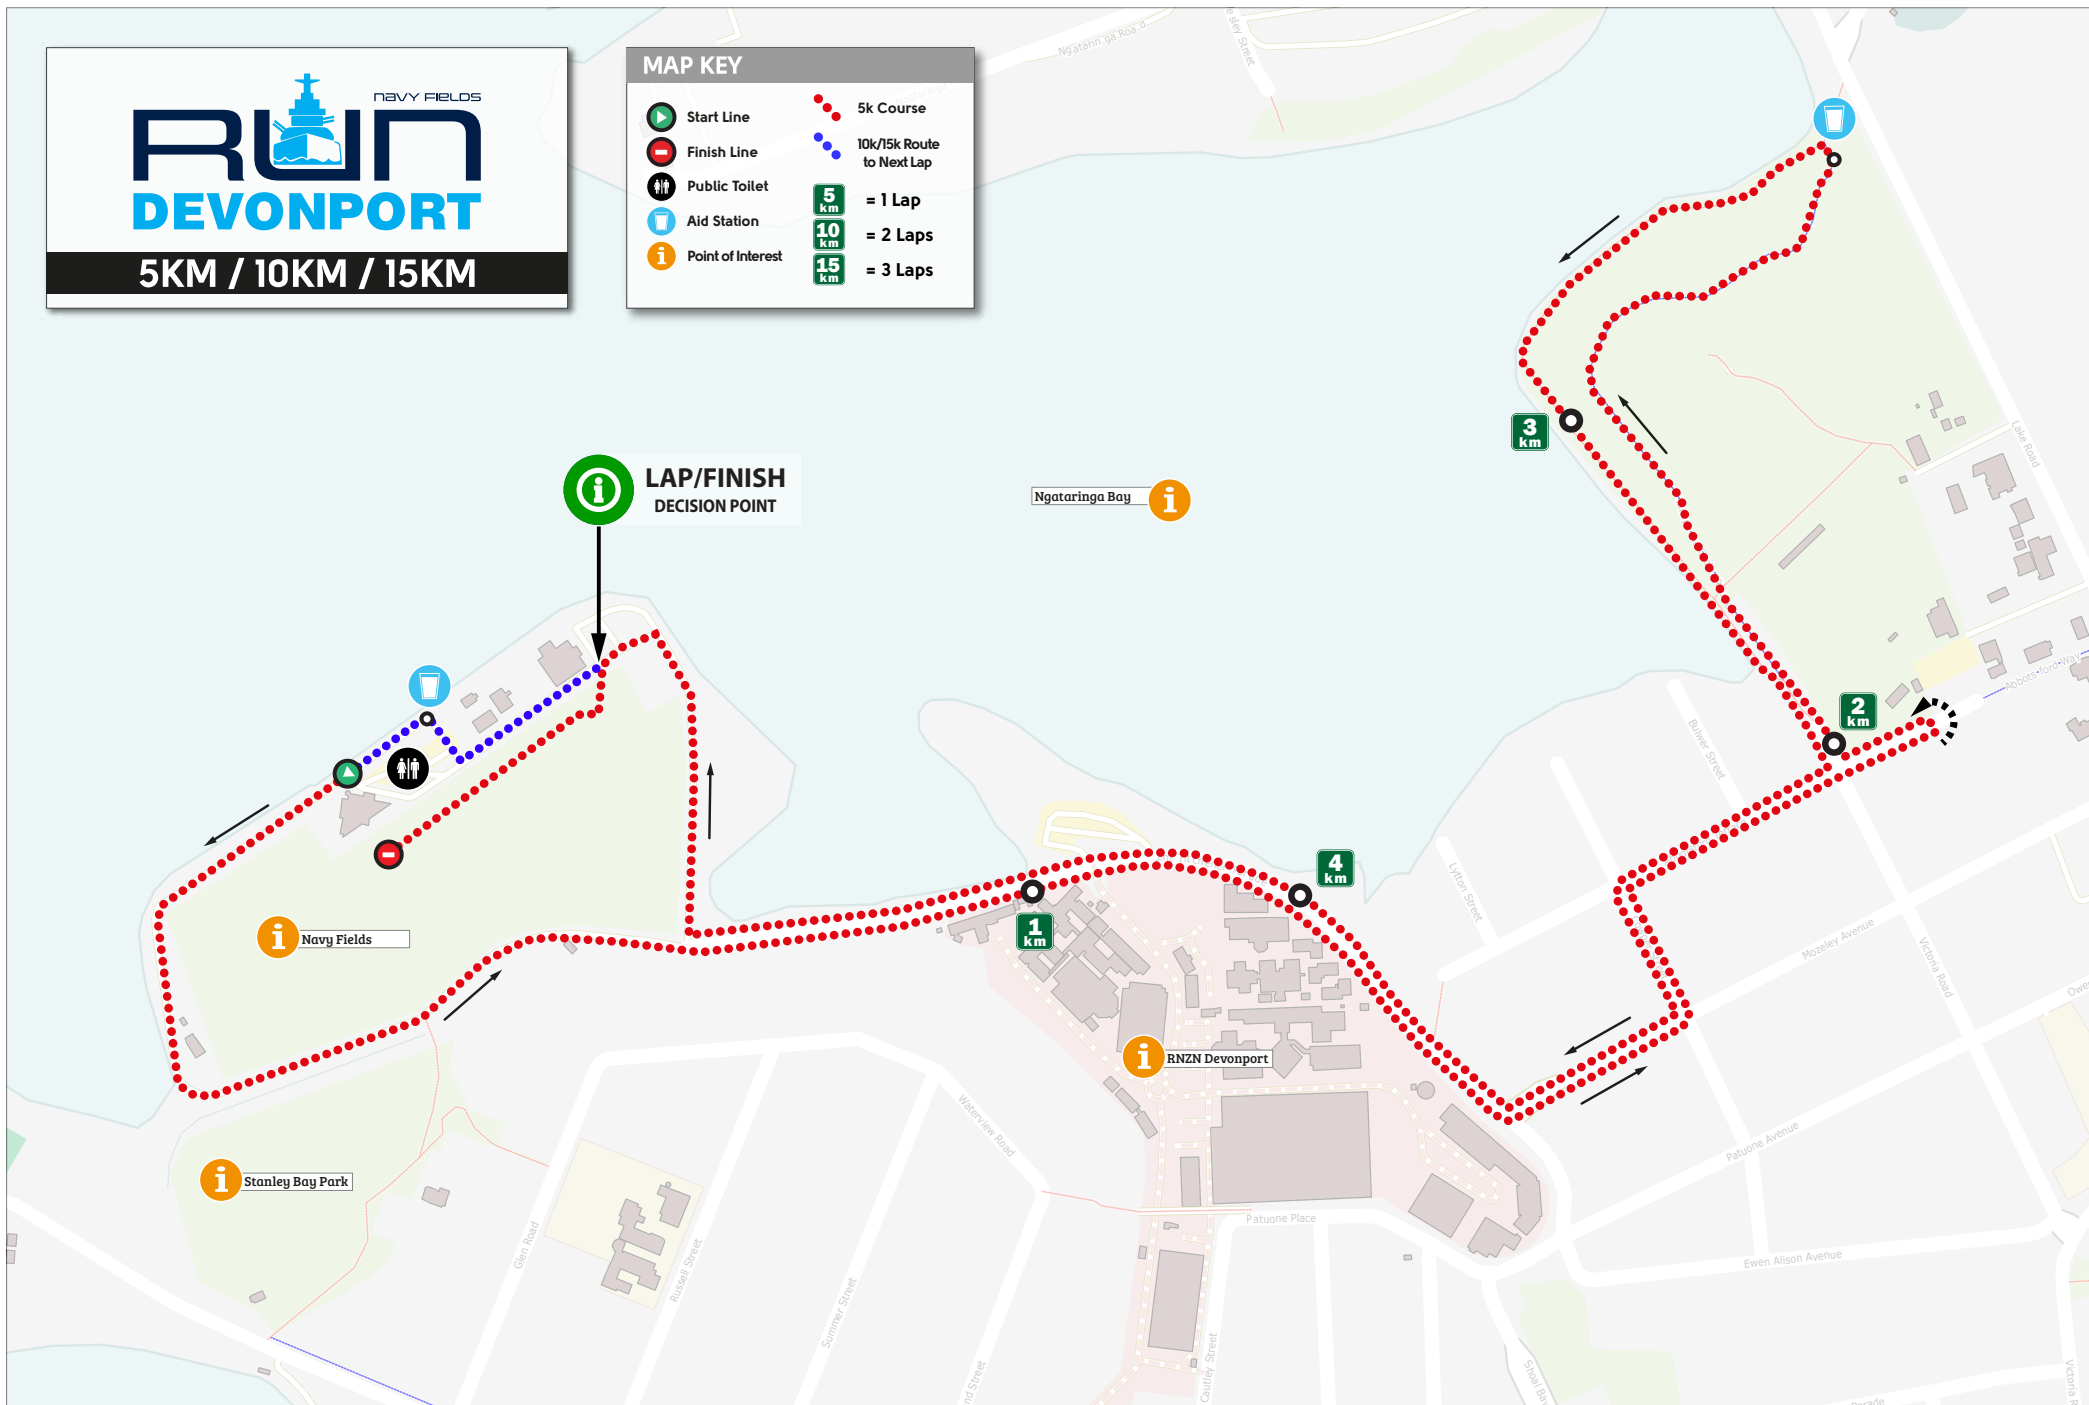 NAVY FIELDS
RUN
DEVONPORT
5KM / 10KM / 15KM
MAP KEY
Start Line
Finish Line
Public Toilet
Aid Station
Point of Interest
5k Course
10k/15k Route
to Next Lap
5
km
= 1 Lap
10
km
= 2 Laps
15
km
= 3 Laps
Ngataringa Road
Lake Road
3
km
LAP/FINISH
DECISION POINT
Ngataringa Bay
Abbotsford Way
2
km
Bulwer Street
Lytton Street
4
km
1
km
Mozeley Avenue
Victoria Road
Navy Fields
RNZN Devonport
Waterview Road
Patuone Avenue
Stanley Bay Park
Patuone Place
Glen Road
Russell Street
Summer Street
Ewen Alison Avenue
Cautley Street